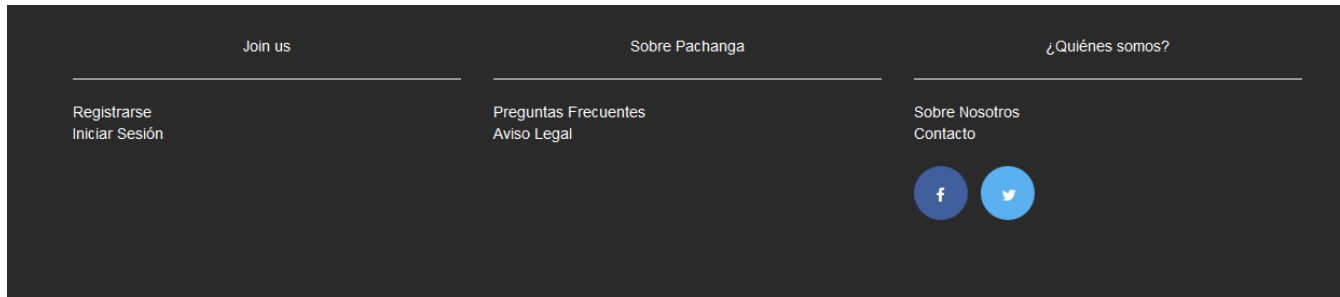 Join us
Registrarse
Iniciar Sesión
Sobre Pachanga
Preguntas Frecuentes
Aviso Legal
¿Quiénes somos?
Sobre Nosotros
Contacto